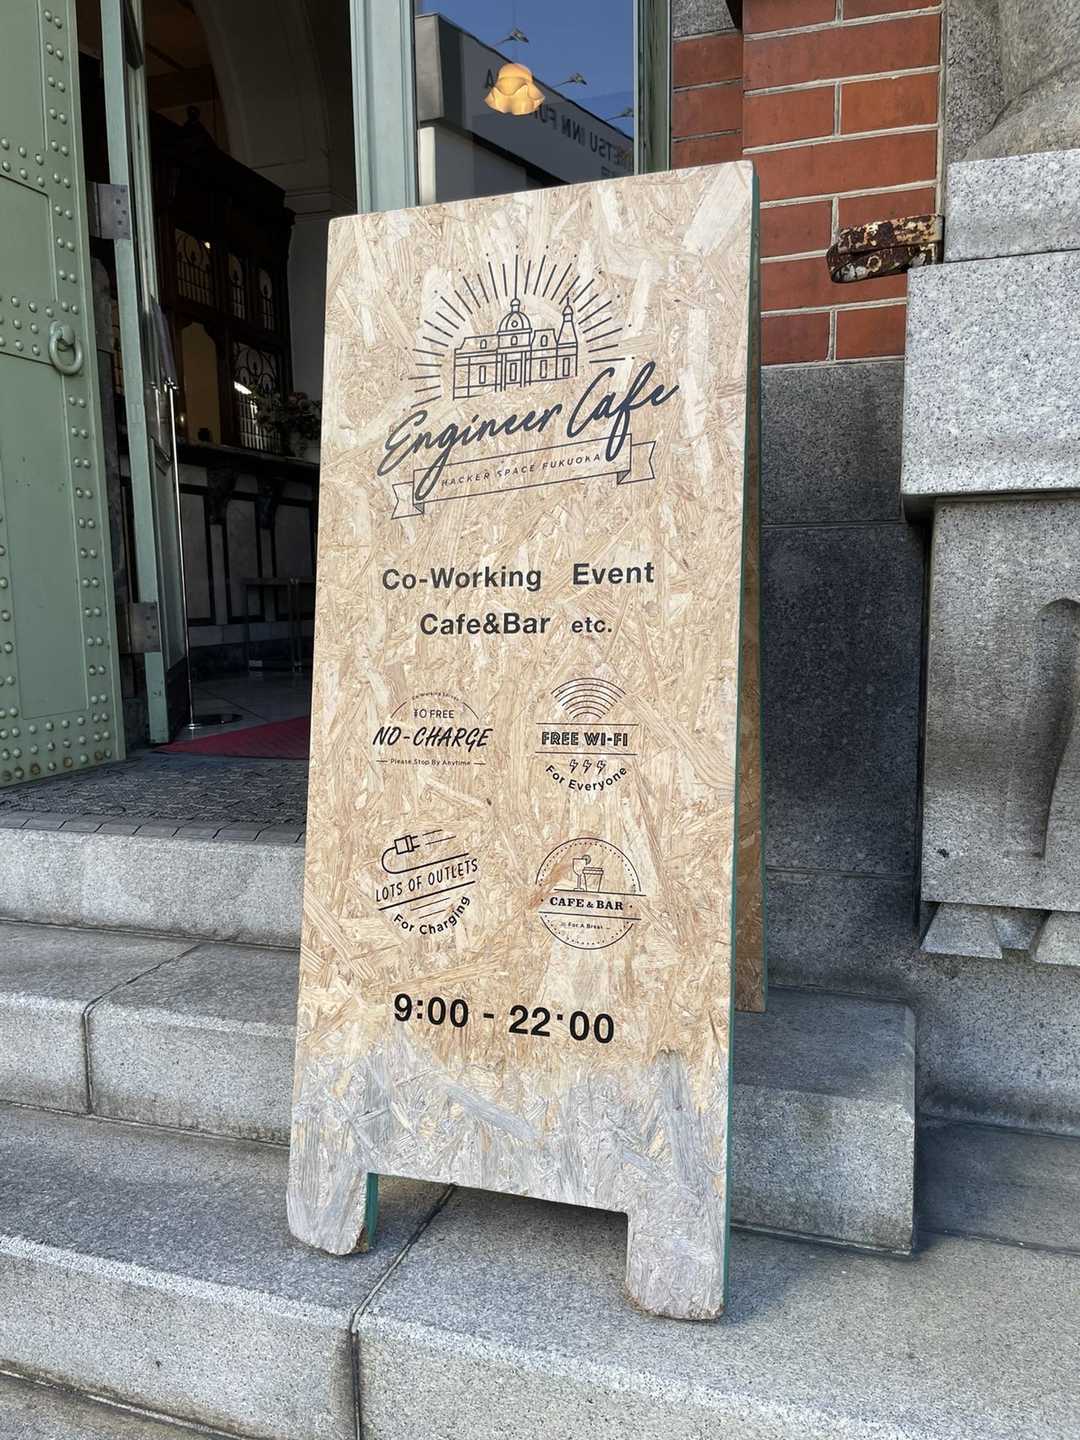 Engineer Cafe
HACKER SPACE FUKUOKA
Co-Working Event
Cafe&Bar etc.
Co-Working Space
¥0 FREE
NO-CHARGE
Please Stop By Anytime
FREE WI-FI
For Everyone
LOTS OF OUTLETS
For Charging
CAFE & BAR
For A Break
9:00 - 22:00